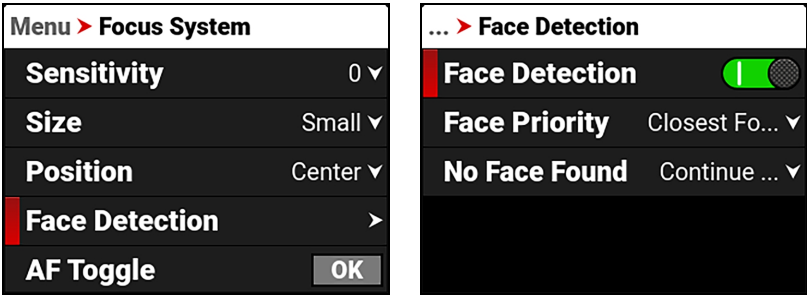 Menu > Focus System
Sensitivity 0
Size Small
Position Center
Face Detection >
AF Toggle OK
... > Face Detection
Face Detection
Face Priority Closest Fo...
No Face Found Continue ...